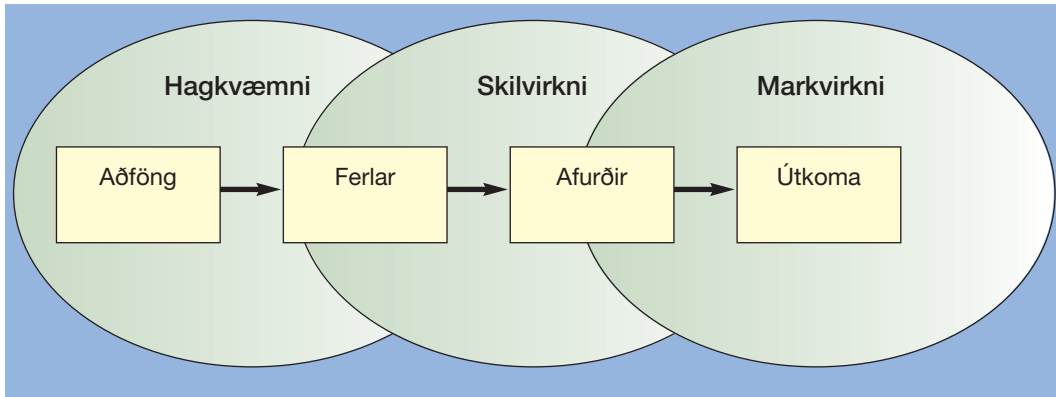 Hagkvæmni
Skilvirkni
Markvirkni
Aðföng
Ferlar
Afurðir
Útkoma